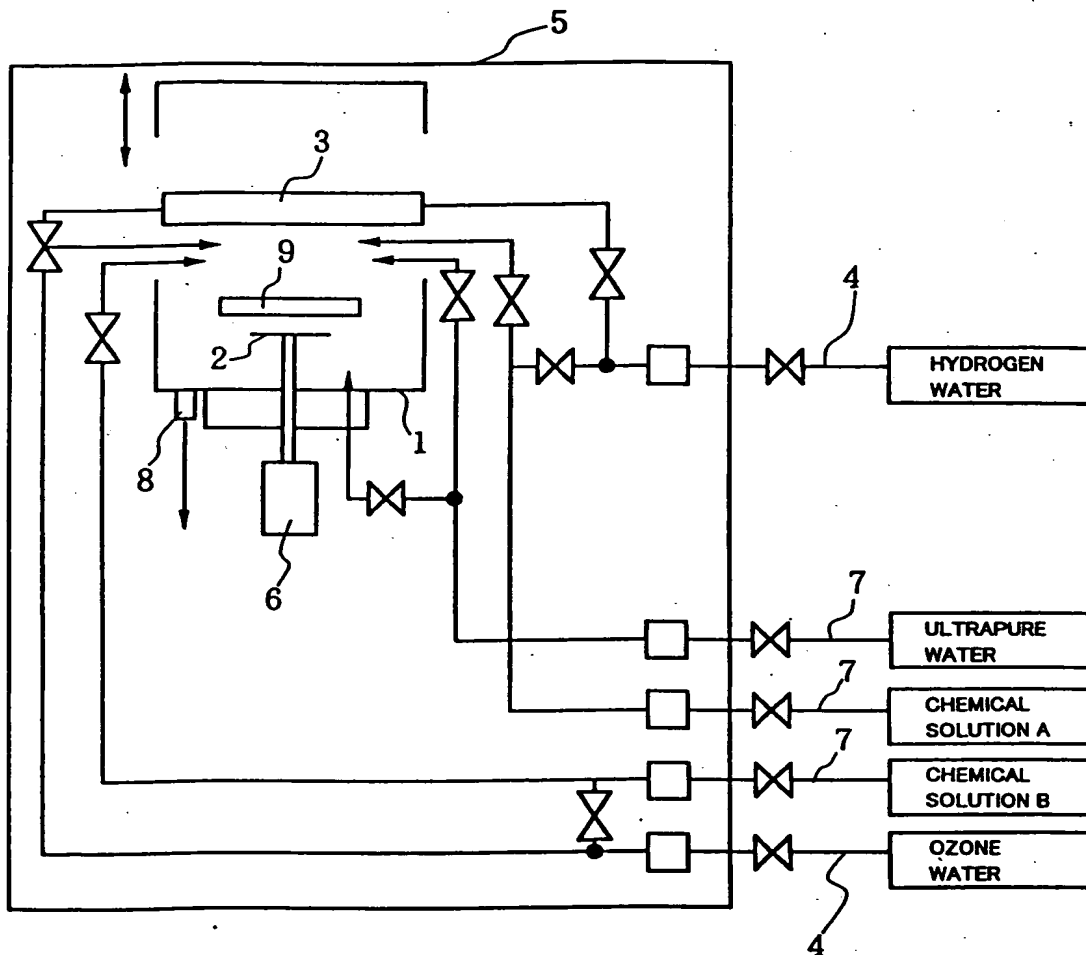 5
3
9
2
4
HYDROGEN
WATER
1
8
6
7
ULTRAPURE
WATER
7
CHEMICAL
SOLUTION A
7
CHEMICAL
SOLUTION B
OZONE
WATER
4